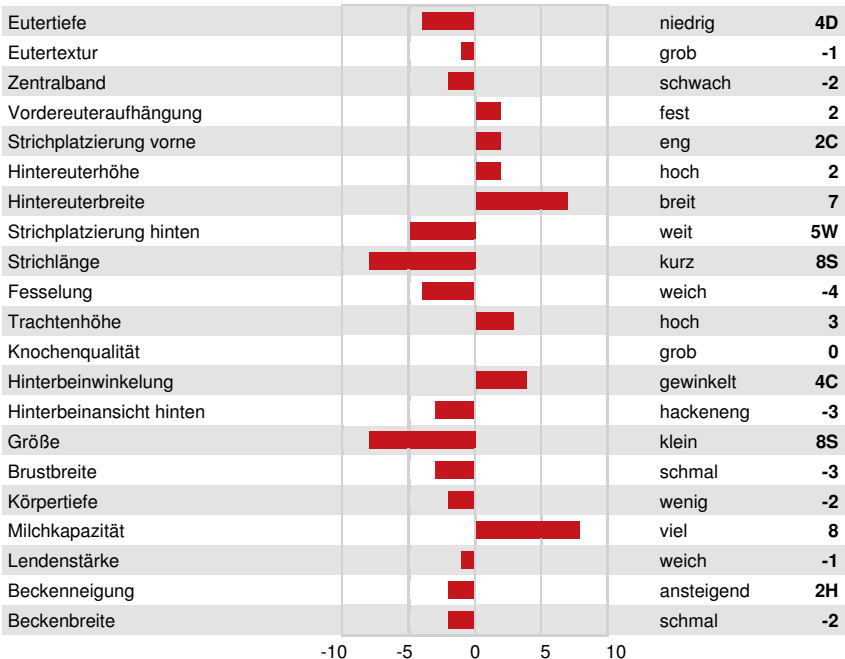 Eutertiefe niedrig 4D
Eutertextur grob -1
Zentralband schwach -2
Vordereuteraufhängung fest 2
Strichplatzierung vorne eng 2C
Hintereuterhöhe hoch 2
Hintereuterbreite breit 7
Strichplatzierung hinten weit 5W
Strichlänge kurz 8S
Fesselung weich -4
Trachtenhöhe hoch 3
Knochenqualität grob 0
Hinterbeinwinkelung gewinkelt 4C
Hinterbeinansicht hinten hackeneng -3
Größe klein 8S
Brustbreite schmal -3
Körpertiefe wenig -2
Milchkapazität viel 8
Lendenstärke weich -1
Beckenneigung ansteigend 2H
Beckenbreite schmal -2
-10 -5 0 5 10